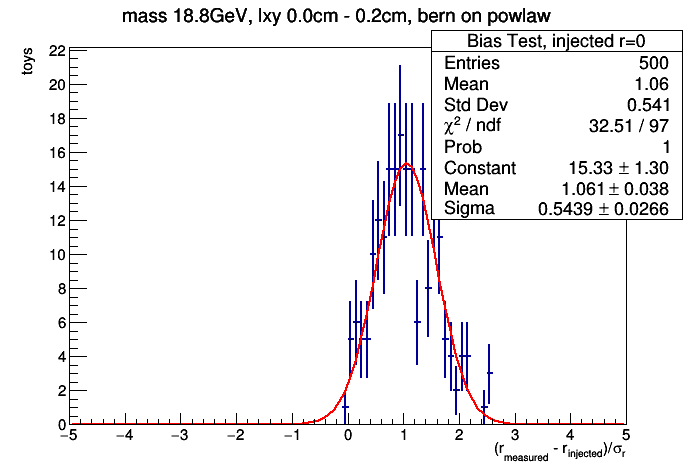 mass 18.8GeV, lxy 0.0cm - 0.2cm, bern on powlaw
toys
Bias Test, injected r=0
Entries 500
Mean 1.06
Std Dev 0.541
χ² / ndf 32.51 / 97
Prob 1
Constant 15.33 ± 1.30
Mean 1.061 ± 0.038
Sigma 0.5439 ± 0.0266
22
20
18
16
14
12
10
8
6
4
2
0
−5 −4 −3 −2 −1 0 1 2 3 4 5
(r_measured - r_injected)/σ_r